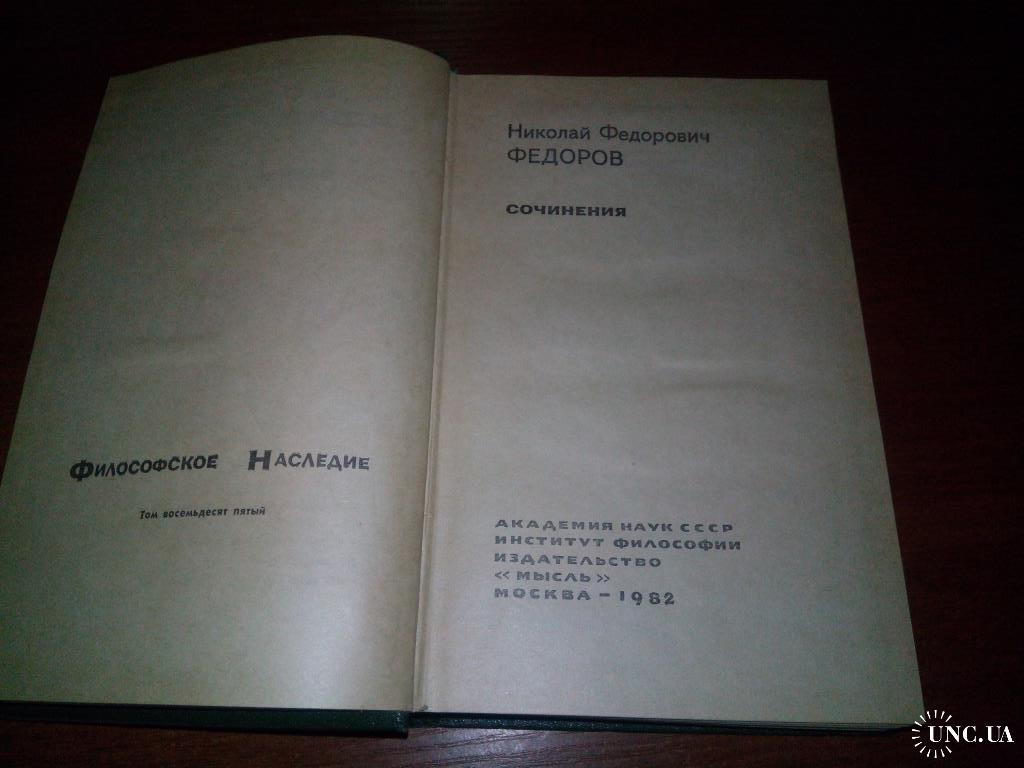 Философское Наследие
Том восемьдесят пятый
Николай Федорович
ФЕДОРОВ
СОЧИНЕНИЯ
АКАДЕМИЯ НАУК СССР
ИНСТИТУТ ФИЛОСОФИИ
ИЗДАТЕЛЬСТВО
«МЫСЛЬ»
МОСКВА – 1982
UNC.UA